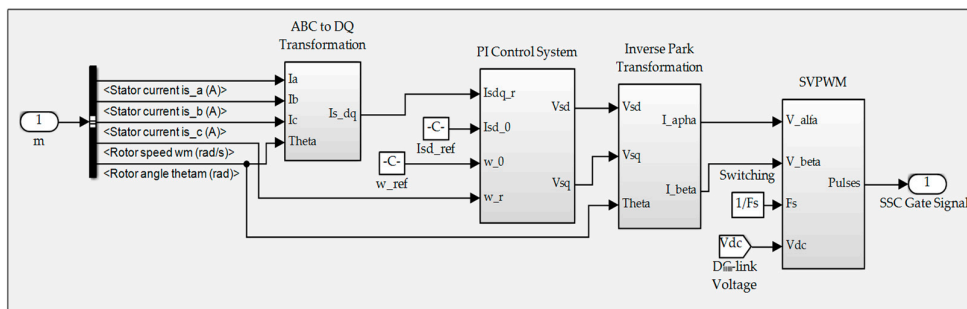 ABC to DQ
Transformation
PI Control System
Inverse Park
Transformation
SVPWM
1
m
<Stator current is_a (A)>
<Stator current is_b (A)>
<Stator current is_c (A)>
<Rotor speed wm (rad/s)>
<Rotor angle thetam (rad)>
Ia
Ib
Ic
Theta
Is_dq
-C-
Isd_ref
-C-
w_ref
Isdq_r
Isd_0
w_0
w_r
Vsd
Vsq
Vsd
Vsq
Theta
I_apha
I_beta
Switching
1/Fs
Vdc
-link
Voltage
V_alfa
V_beta
Fs
Vdc
Pulses
1
SSC Gate Signal